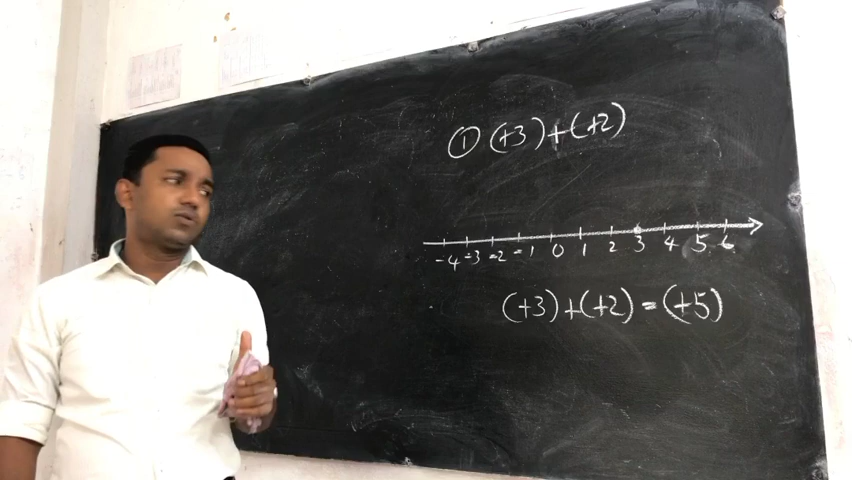 ① (+3)+(+2)
-4 -3 -2 -1 0 1 2 3 4 5 6
(+3)+(+2) = (+5)